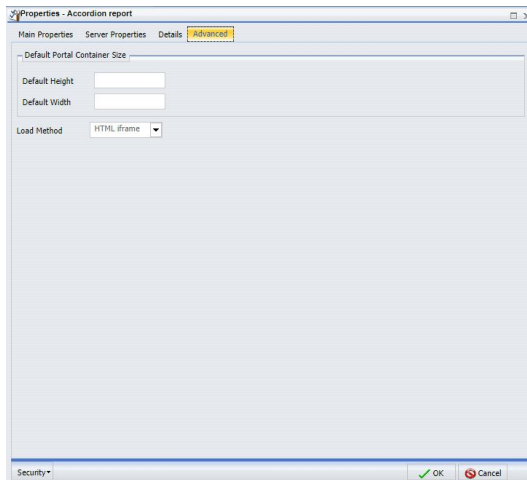 Properties - Accordion report
Main Properties Server Properties Details Advanced
Default Portal Container Size
Default Height
Default Width
Load Method HTML iframe
Security OK Cancel